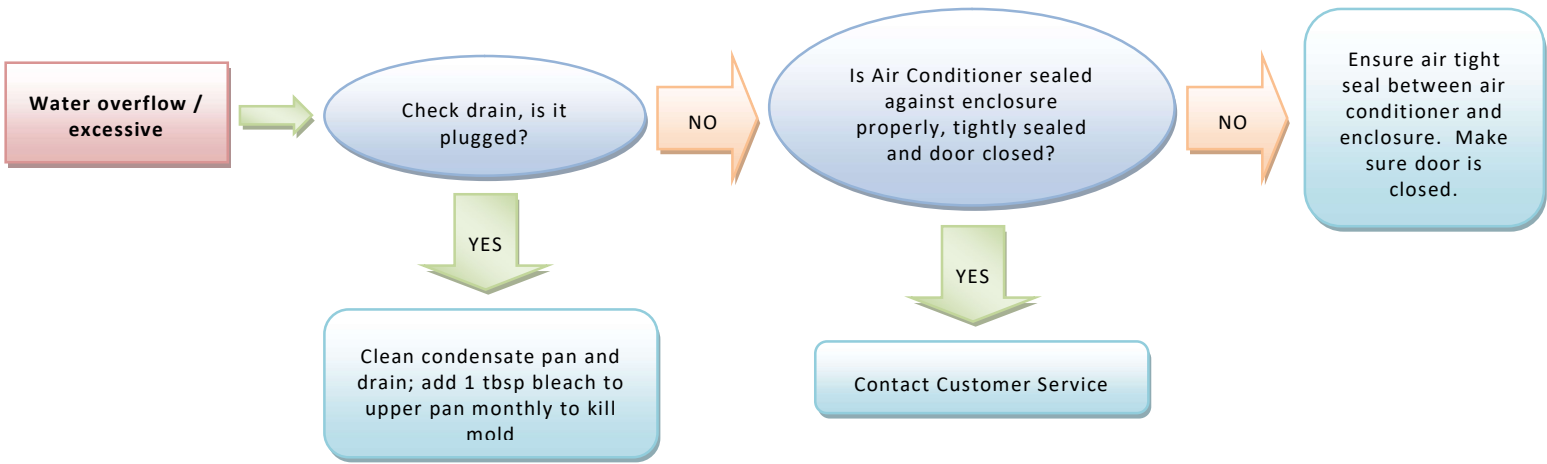 Water overflow /
excessive
Check drain, is it
plugged?
NO
Is Air Conditioner sealed
against enclosure
properly, tightly sealed
and door closed?
NO
Ensure air tight
seal between air
conditioner and
enclosure.  Make
sure door is
closed.
YES
YES
Clean condensate pan and
drain; add 1 tbsp bleach to
upper pan monthly to kill
mold
Contact Customer Service